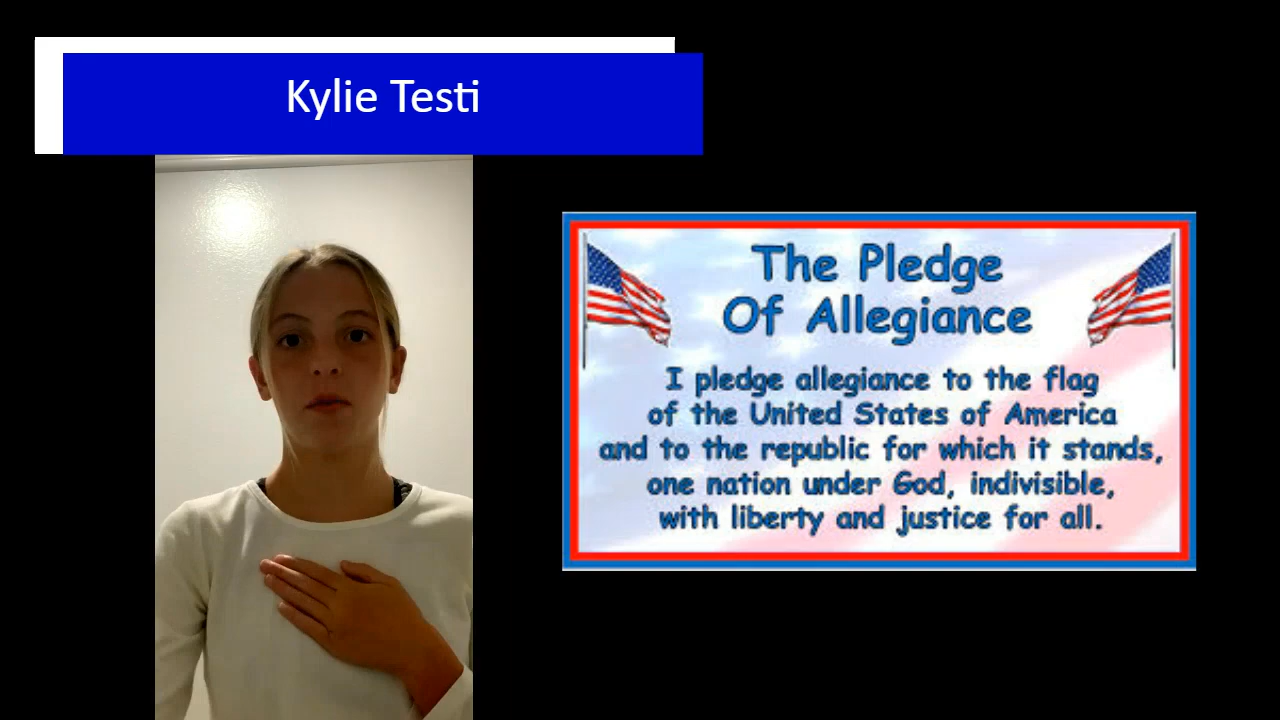 Kylie Testi
The Pledge
Of Allegiance
I pledge allegiance to the flag
of the United States of America
and to the republic for which it stands,
one nation under God, indivisible,
with liberty and justice for all.